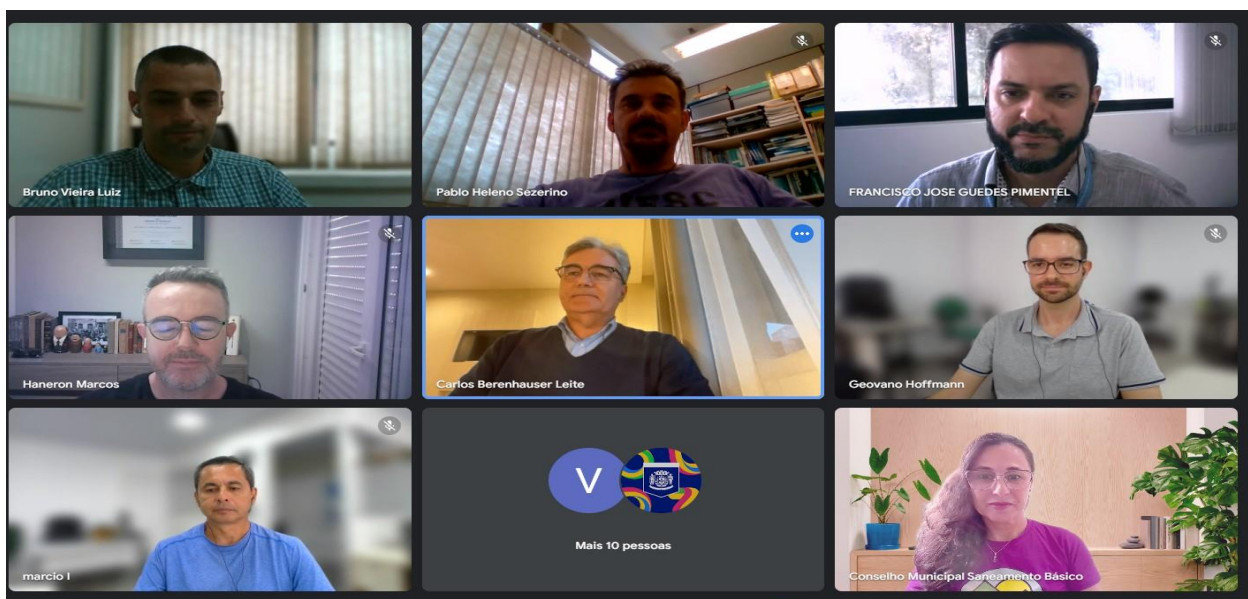 Bruno Vieira Luiz
Pablo Heleno Sezerino
FRANCISCO JOSE GUEDES PIMENTEL
Haneron Marcos
Carlos Berenhauser Leite
Geovano Hoffmann
marcio l
V
Mais 10 pessoas
Conselho Municipal Saneamento Básico